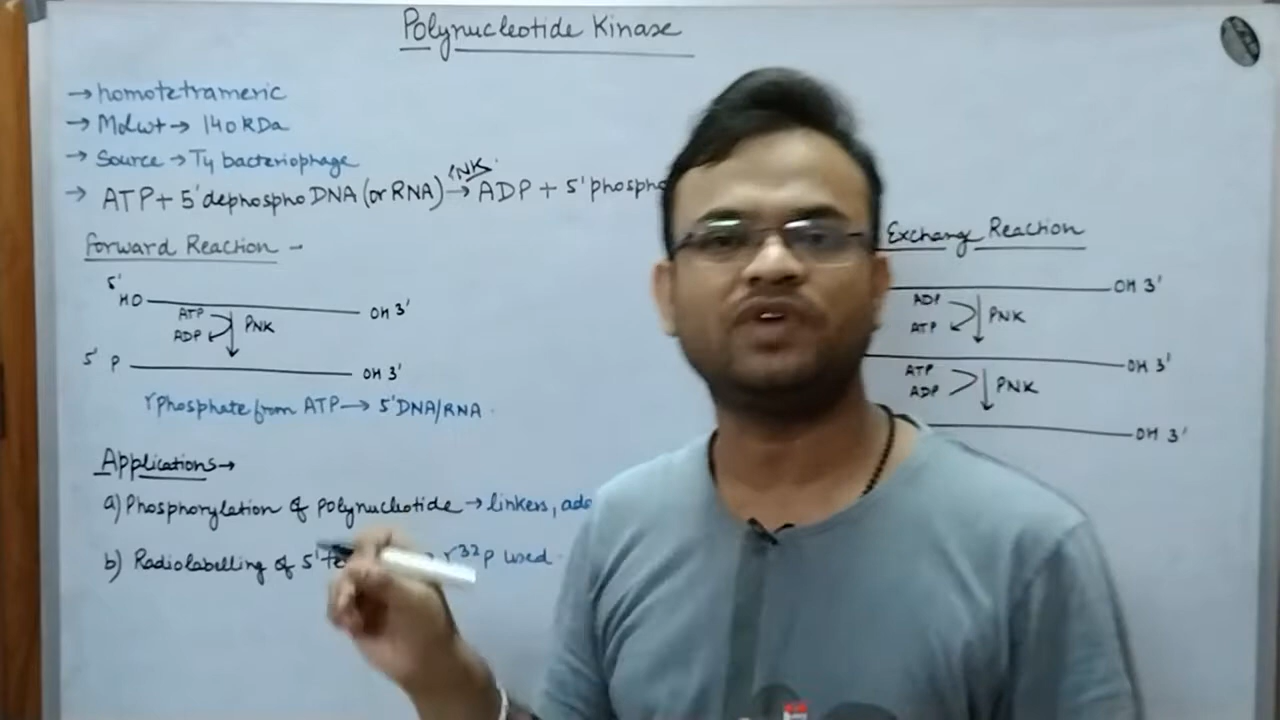 Polynucleotide Kinase
→ homotetrameric
→ Molwt → 140 kDa
→ Source → T4 bacteriophage
→ ATP + 5' dephospho DNA (or RNA) PNK→ ADP + 5' phospho
Forward Reaction -
5'
HO OH 3'
ATP
ADP PNK
5' P OH 3'
γPhosphate from ATP → 5' DNA/RNA
Applications →
a) Phosphorylation of polynucleotide → linkers,
b) Radiolabelling of 5' γ32P used
Exchange Reaction
OH 3'
ADP
ATP PNK
OH 3'
ATP
ADP PNK
OH 3'